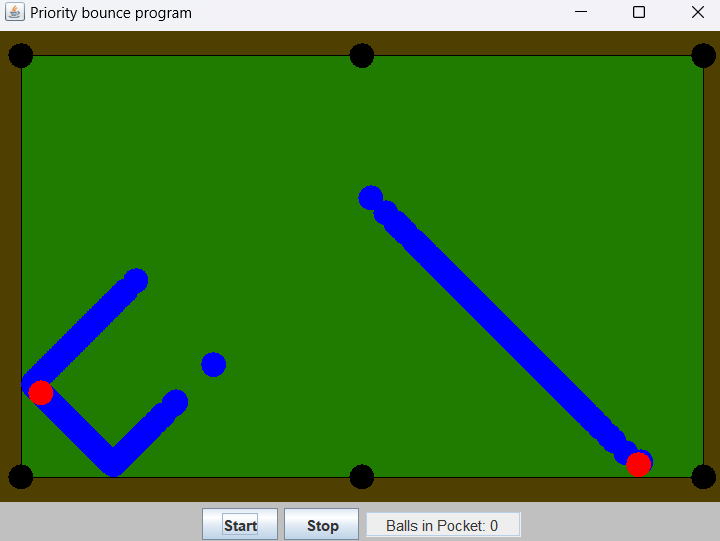 Priority bounce program
Start Stop Balls in Pocket: 0